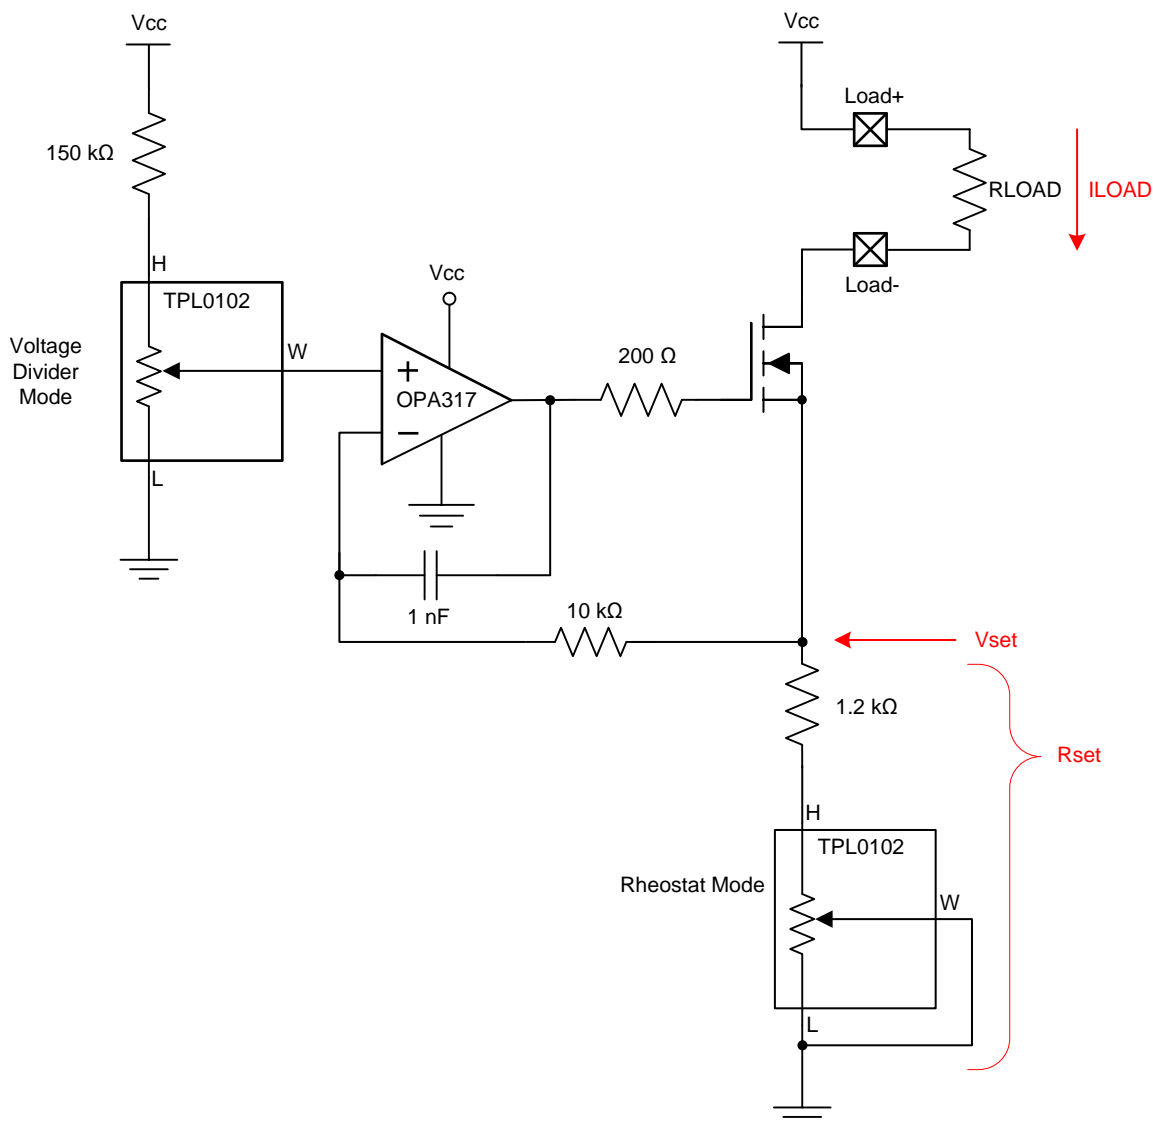 Vcc
Vcc
Load+
150 kΩ
RLOAD
ILOAD
H
TPL0102
Vcc
Load-
Voltage
Divider
Mode
W
200 Ω
+
OPA317
−
L
1 nF
10 kΩ
Vset
1.2 kΩ
Rset
H
TPL0102
Rheostat Mode
W
L